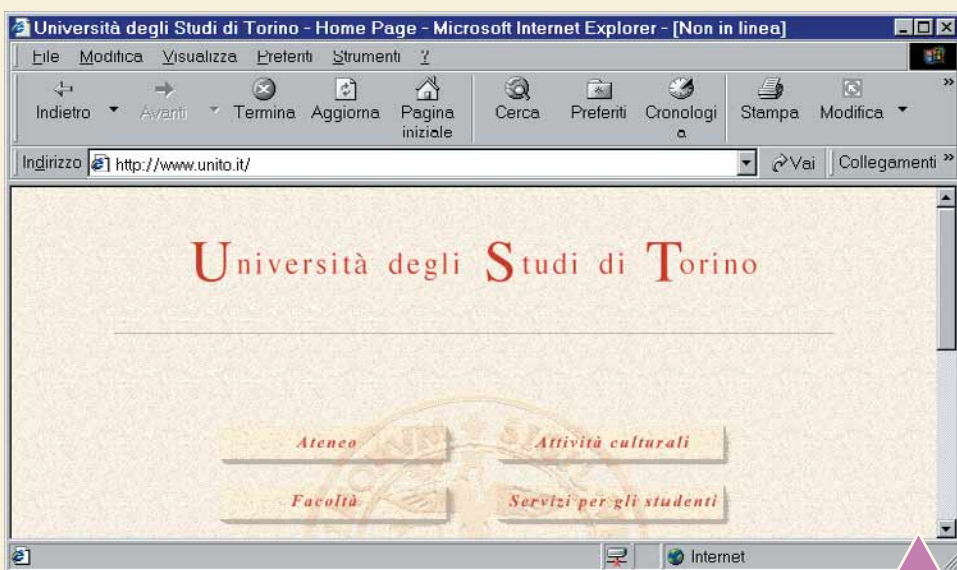 Università degli Studi di Torino - Home Page - Microsoft Internet Explorer - [Non in linea]
File Modifica Visualizza Preferiti Strumenti ?
Indietro Avanti Termina Aggiorna Pagina iniziale Cerca Preferiti Cronologia Stampa Modifica »
Indirizzo http://www.unito.it/ Vai Collegamenti »
Università degli Studi di Torino
Ateneo Attività culturali
Facoltà Servizi per gli studenti
Internet